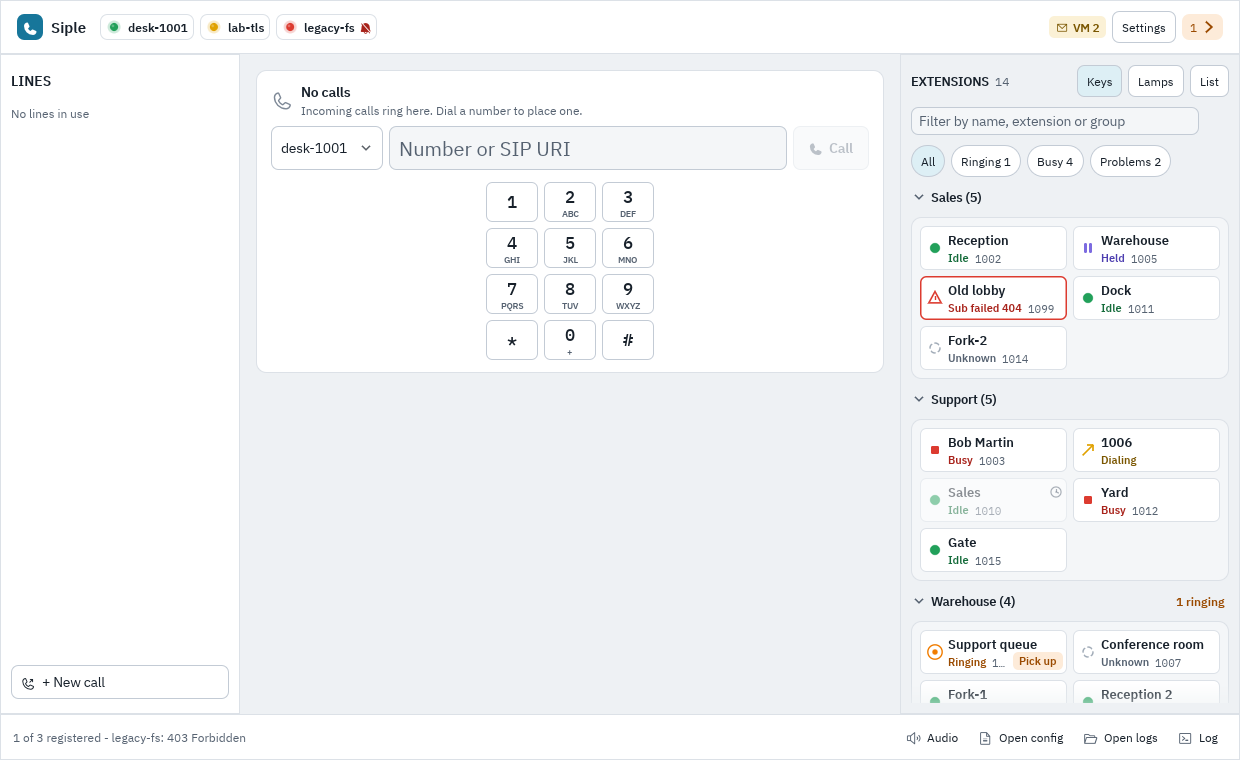 Siple
desk-1001
lab-tls
legacy-fs
VM 2
Settings
1
LINES
No lines in use
+ New call
No calls
Incoming calls ring here. Dial a number to place one.
desk-1001
Number or SIP URI
Call
1
2
ABC
3
DEF
4
GHI
5
JKL
6
MNO
7
PQRS
8
TUV
9
WXYZ
*
0
+
#
EXTENSIONS 14
Keys
Lamps
List
Filter by name, extension or group
All
Ringing 1
Busy 4
Problems 2
Sales (5)
Reception
Idle 1002
Warehouse
Held 1005
Old lobby
Sub failed 404 1099
Dock
Idle 1011
Fork-2
Unknown 1014
Support (5)
Bob Martin
Busy 1003
1006
Dialing
Sales
Idle 1010
Yard
Busy 1012
Gate
Idle 1015
Warehouse (4)
1 ringing
Support queue
Ringing 1…
Pick up
Conference room
Unknown 1007
Fork-1
Reception 2
1 of 3 registered - legacy-fs: 403 Forbidden
Audio
Open config
Open logs
Log